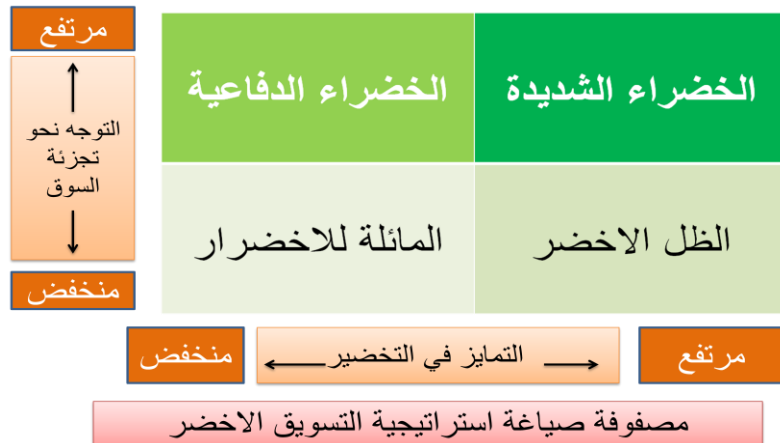 مرتفع
الخضراء الشديدة
الخضراء الدفاعية
التوجه نحو
تجزئة
السوق
الظل الاخضر
المائلة للاخضرار
منخفض
مرتفع
التمايز في التخضير
منخفض
مصفوفة صياغة استراتيجية التسويق الاخضر